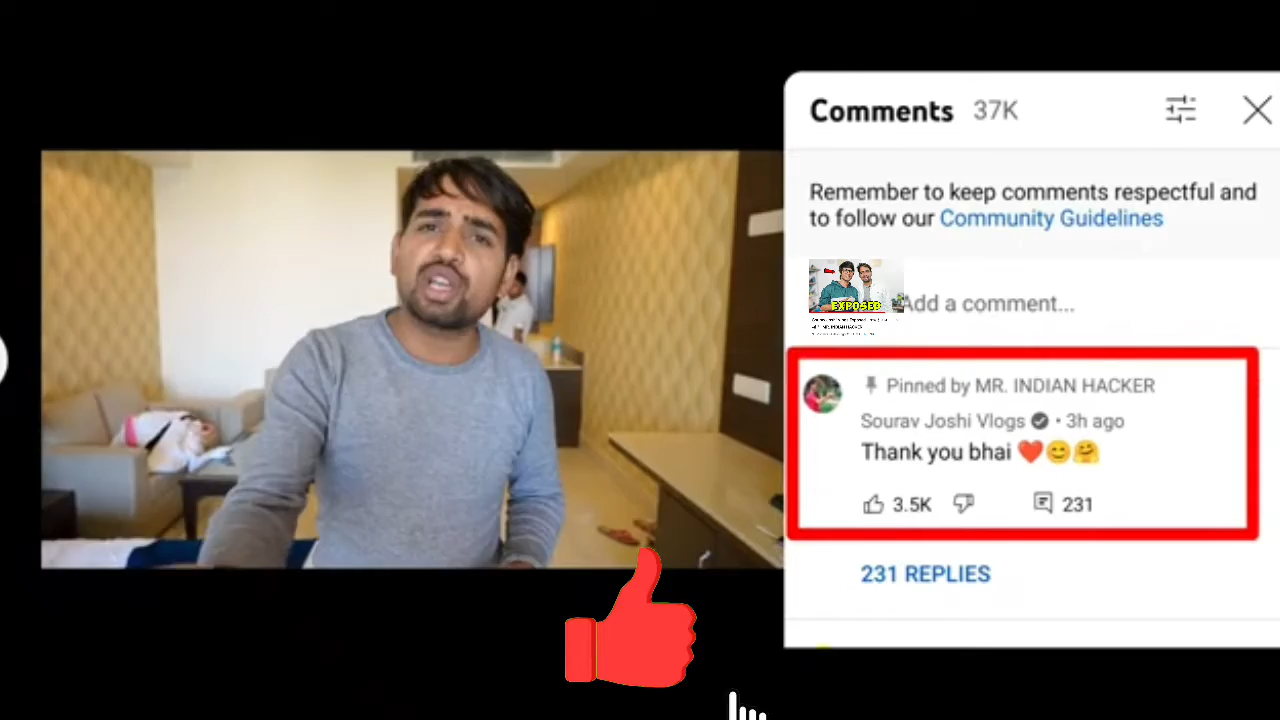 Comments 37K
Remember to keep comments respectful and
to follow our Community Guidelines
EXPOSED
Add a comment...
Pinned by MR. INDIAN HACKER
Sourav Joshi Vlogs • 3h ago
Thank you bhai ❤️😊🤗
3.5K 231
231 REPLIES